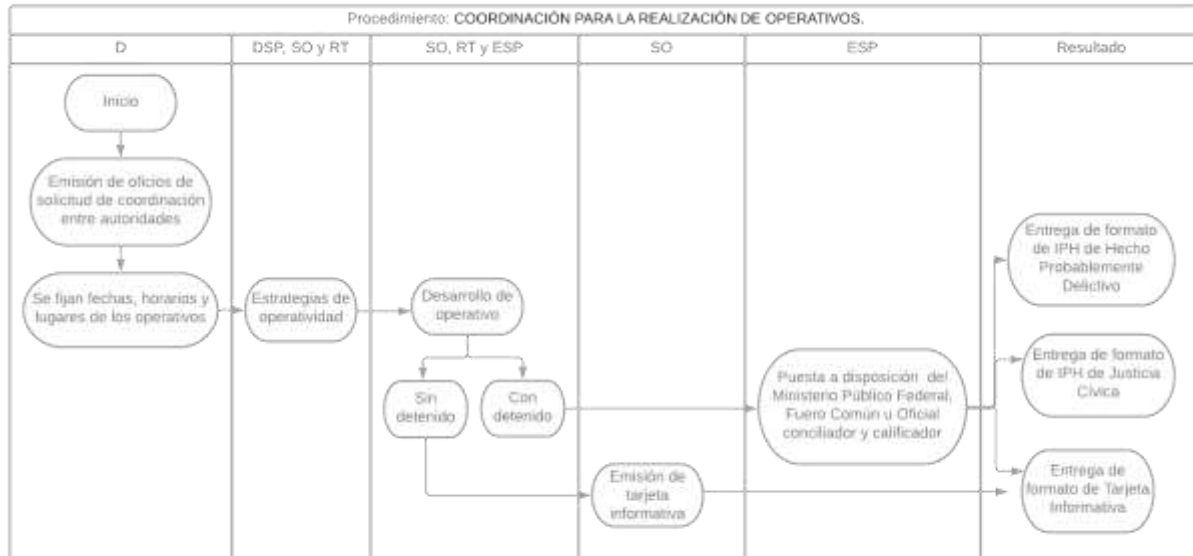 Procedimiento: COORDINACIÓN PARA LA REALIZACIÓN DE OPERATIVOS.
D
DSP, SO y RT
SO, RT y ESP
SO
ESP
Resultado
Inicio
Emisión de oficios de
solicitud de coordinación
entre autoridades
Se fijan fechas, horarios y
lugares de los operativos
Estrategias de
operatividad
Desarrollo de
operativo
Sin
detenido
Con
detenido
Emisión de
tarjeta
informativa
Puesta a disposición del
Ministerio Público Federal,
Fuero Común u Oficial
conciliador y calificador
Entrega de formato
de IPH de Hecho
Probablemente
Delictivo
Entrega de formato
de IPH de Justicia
Cívica
Entrega de
formato de Tarjeta
Informativa